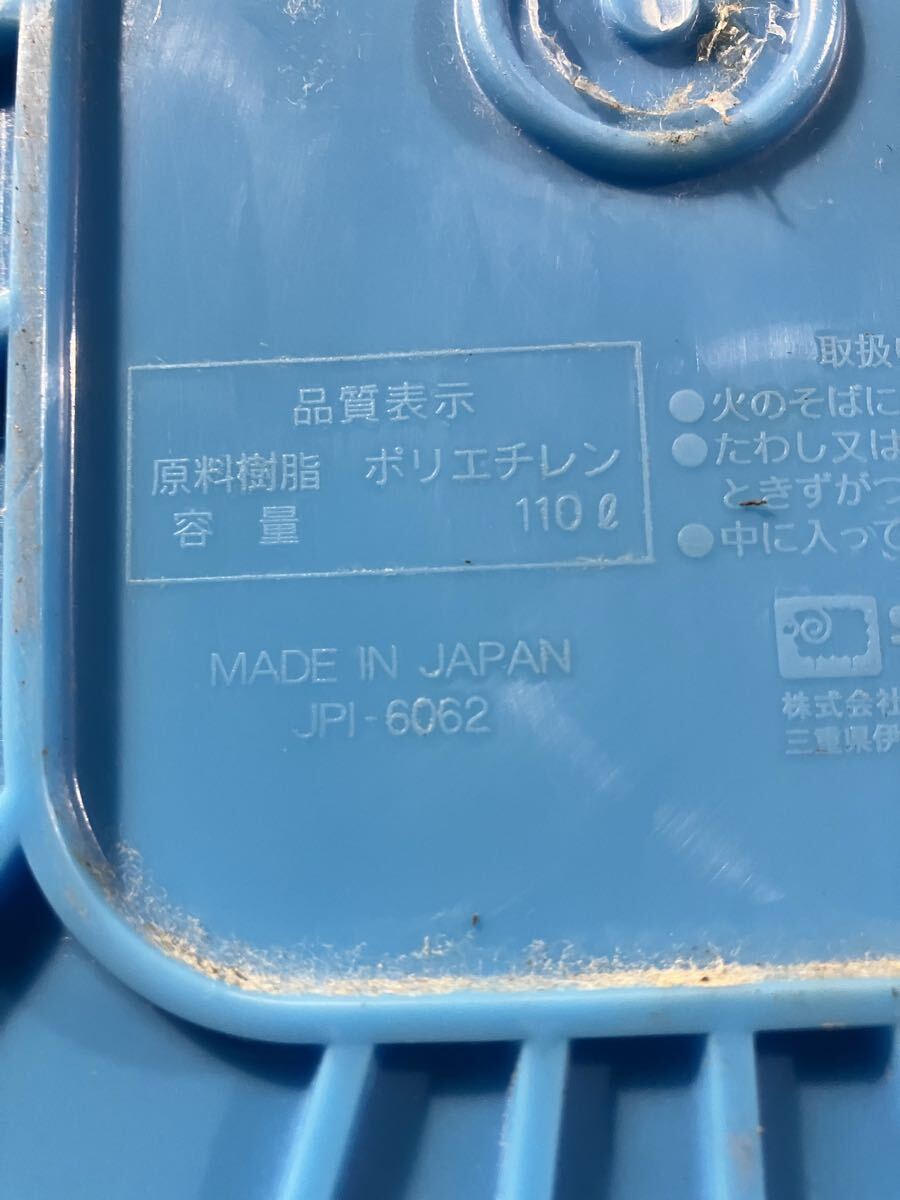 品質表示
原料樹脂 ポリエチレン
容量 110ℓ
MADE IN JAPAN
JPI-6062
取扱い
●火のそばに
●たわし又は
ときずがつ
●中に入って
株式会社
三重県伊